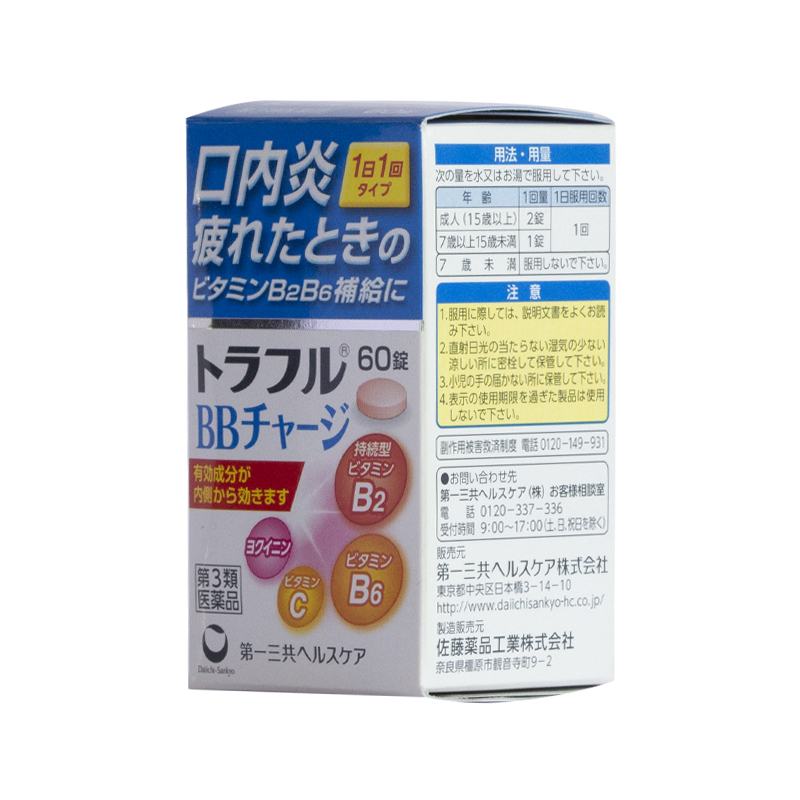 口内炎
1日1回
タイプ
疲れたときの
ビタミンB2B6補給に
トラフル® 60錠
BBチャージ
有効成分が
内側から効きます
持続型
ビタミン
B2
ヨクイニン
ビタミン
C
ビタミン
B6
第3類
医薬品
Daiichi-Sankyo
第一三共ヘルスケア
用法・用量
次の量を水又はお湯で服用して下さい。
年齢 1回量 1日服用回数
成人(15歳以上) 2錠 1回
7歳以上15歳未満 1錠
7歳未満 服用しないで下さい。
注意
1.服用に際しては、説明文書をよくお読
み下さい。
2.直射日光の当たらない湿気の少ない
涼しい所に密栓して保管して下さい。
3.小児の手の届かない所に保管して下さい。
4.表示の使用期限を過ぎた製品は使用
しないで下さい。
副作用被害救済制度 電話 0120-149-931
●お問い合わせ先
第一三共ヘルスケア(株) お客様相談室
電話 0120-337-336
受付時間 9:00~17:00(土、日、祝日を除く)
販売元
第一三共ヘルスケア株式会社
東京都中央区日本橋3-14-10
http://www.daiichisankyo-hc.co.jp/
製造販売元
佐藤薬品工業株式会社
奈良県橿原市観音寺町9-2